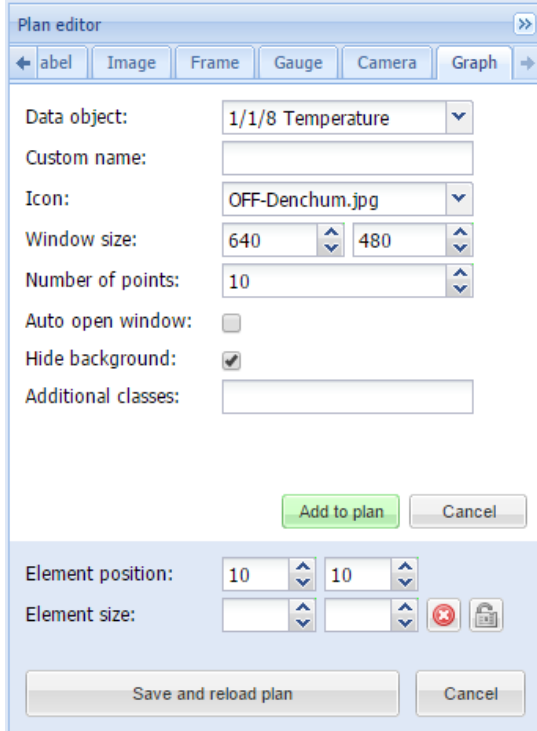 Plan editor
abel Image Frame Gauge Camera Graph
Data object: 1/1/8 Temperature
Custom name:
Icon: OFF-Denchum.jpg
Window size: 640 480
Number of points: 10
Auto open window:
Hide background:
Additional classes:
Add to plan Cancel
Element position: 10 10
Element size:
Save and reload plan Cancel